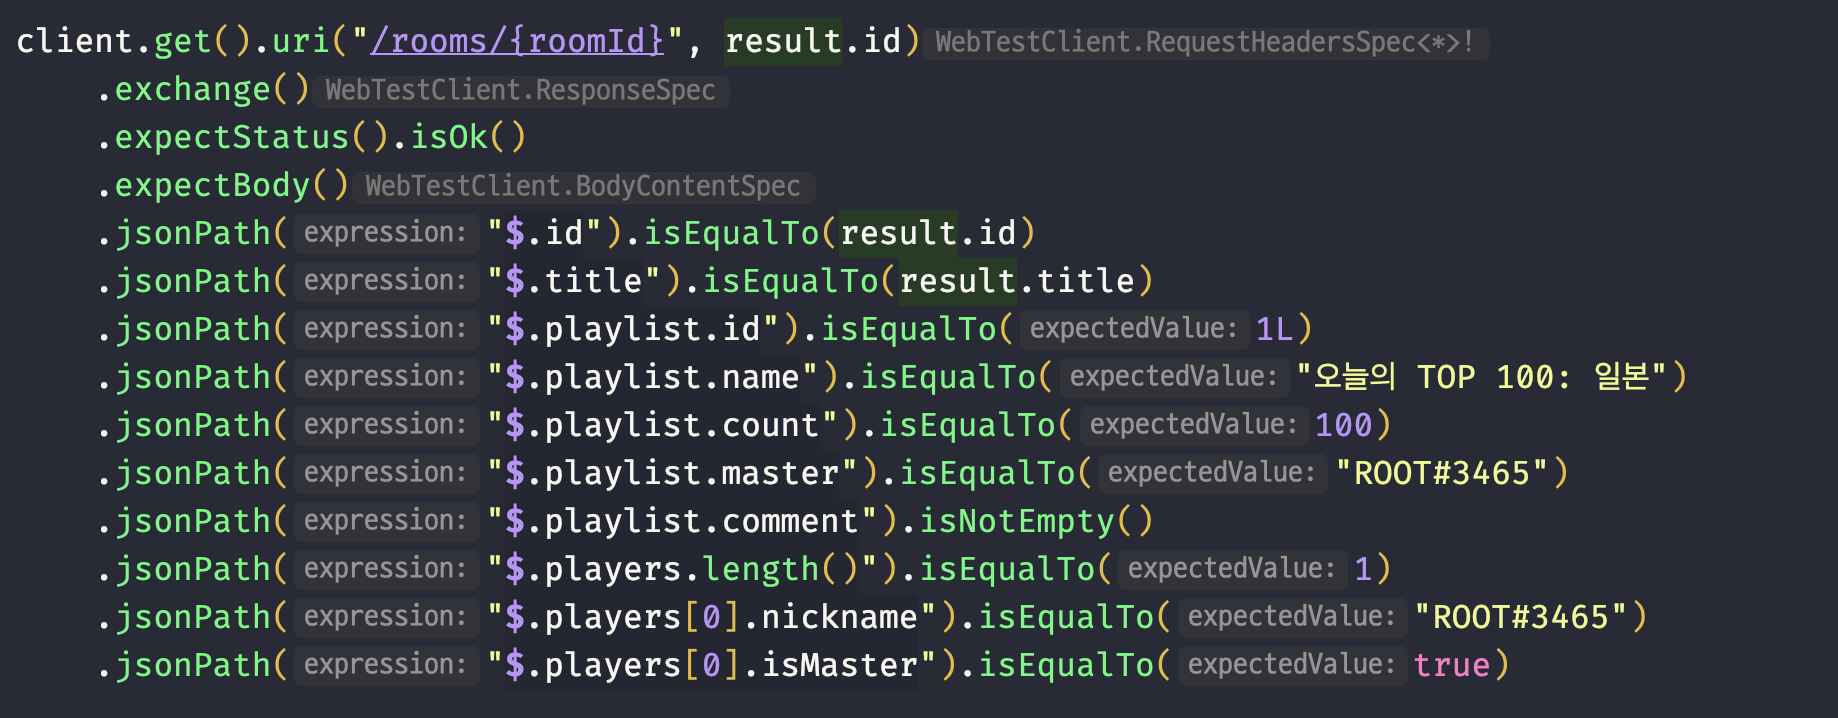 client.get().uri("/rooms/{roomId}", result.id) WebTestClient.RequestHeadersSpec<*>!
.exchange() WebTestClient.ResponseSpec
.expectStatus().isOk()
.expectBody() WebTestClient.BodyContentSpec
.jsonPath( expression: "$.id").isEqualTo(result.id)
.jsonPath( expression: "$.title").isEqualTo(result.title)
.jsonPath( expression: "$.playlist.id").isEqualTo( expectedValue: 1L)
.jsonPath( expression: "$.playlist.name").isEqualTo( expectedValue: "오늘의 TOP 100: 일본")
.jsonPath( expression: "$.playlist.count").isEqualTo( expectedValue: 100)
.jsonPath( expression: "$.playlist.master").isEqualTo( expectedValue: "ROOT#3465")
.jsonPath( expression: "$.playlist.comment").isNotEmpty()
.jsonPath( expression: "$.players.length()").isEqualTo( expectedValue: 1)
.jsonPath( expression: "$.players[0].nickname").isEqualTo( expectedValue: "ROOT#3465")
.jsonPath( expression: "$.players[0].isMaster").isEqualTo( expectedValue: true)